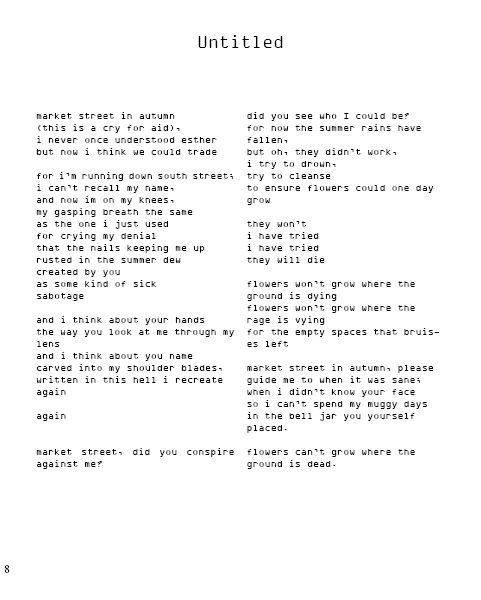 Untitled
market street in autumn
(this is a cry for aid),
i never once understood esther
but now i think we could trade
for i'm running down south street;
i can't recall my name,
and now im on my knees,
my gasping breath the same
as the one i just used
for crying my denial
that the nails keeping me up
rusted in the summer dew
created by you
as some kind of sick
sabotage
and i think about your hands
the way you look at me through my
lens
and i think about you name
carved into my shoulder blades,
written in this hell i recreate
again
again
market street, did you conspire
against me?
did you see who I could be?
for now the summer rains have
fallen,
but oh, they didn't work,
i try to drown,
try to cleanse
to ensure flowers could one day
grow
they won't
i have tried
i have tried
they will die
flowers won't grow where the
ground is dying
flowers won't grow where the
rage is vying
for the empty spaces that bruis-
es left
market street in autumn, please
guide me to when it was sane;
when i didn't know your face
so i can't spend my muggy days
in the bell jar you yourself
placed.
flowers can't grow where the
ground is dead.
8